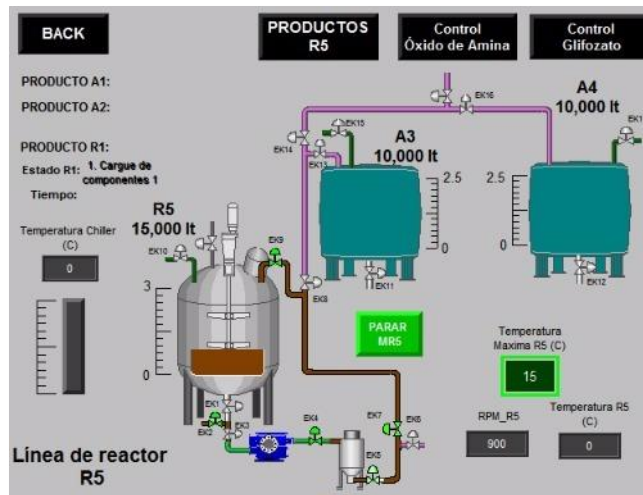 BACK
PRODUCTOS
R5
Control
Óxido de Amina
Control
Glifozato
PRODUCTO A1:
PRODUCTO A2:
PRODUCTO R1:
Estado R1:
1. Cargue de
componentes 1
Tiempo:
Temperatura Chiller
(C)
0
R5
15,000 lt
EK10
3
0
EK9
EK8
EK14
EK15
EK13
EK16
A3
10,000 lt
2.5
0
EK11
A4
10,000 lt
2.5
0
EK12
PARAR
MR5
Temperatura
Maxima R5 (C)
15
RPM_R5
900
Temperatura R5
(C)
0
EK1
EK2
EK3
EK4
EK5
EK7
EK6
Línea de reactor
R5